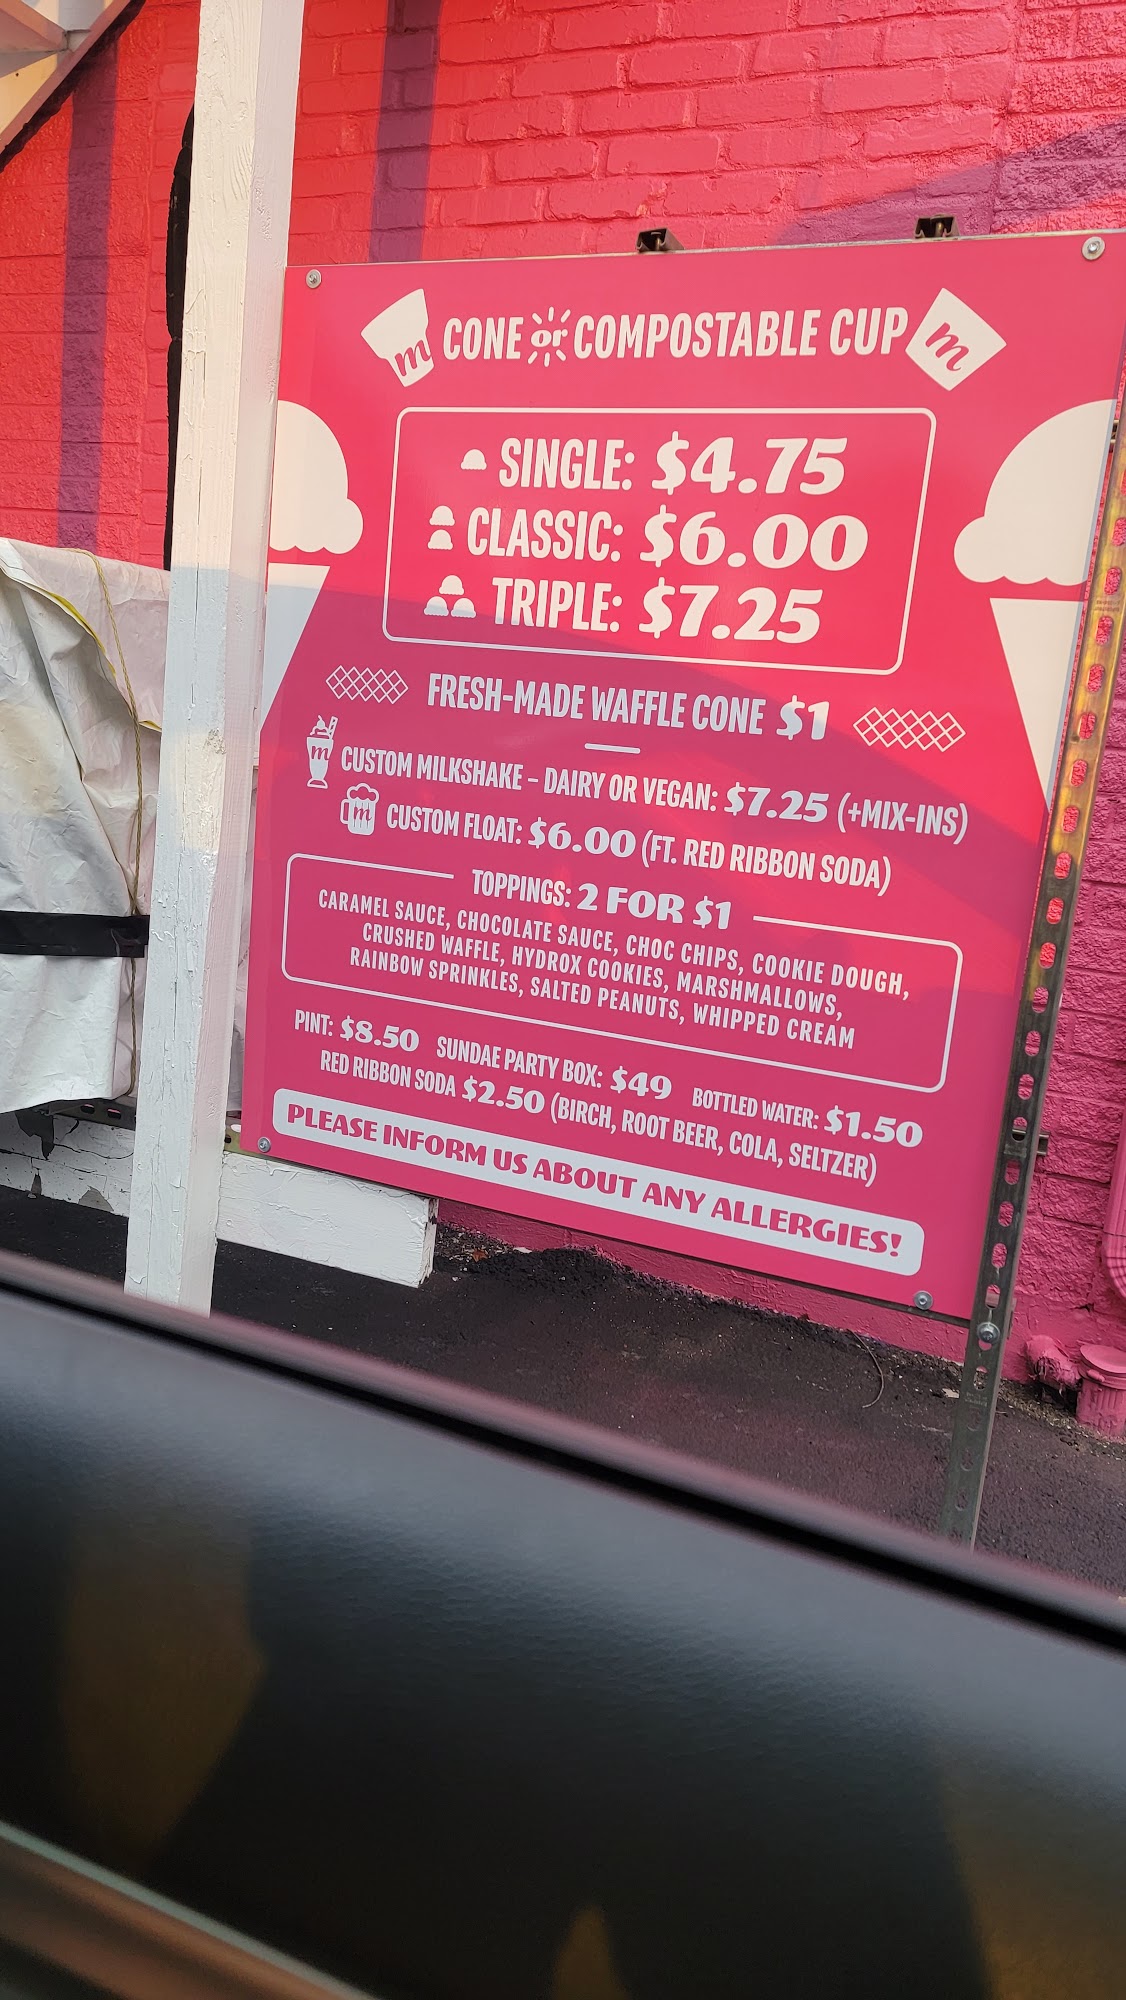 m CONE or COMPOSTABLE CUP m
SINGLE: $4.75
CLASSIC: $6.00
TRIPLE: $7.25
FRESH-MADE WAFFLE CONE $1
m CUSTOM MILKSHAKE – DAIRY OR VEGAN: $7.25 (+MIX-INS)
m CUSTOM FLOAT: $6.00 (FT. RED RIBBON SODA)
TOPPINGS: 2 FOR $1
CARAMEL SAUCE, CHOCOLATE SAUCE, CHOC CHIPS, COOKIE DOUGH,
CRUSHED WAFFLE, HYDROX COOKIES, MARSHMALLOWS,
RAINBOW SPRINKLES, SALTED PEANUTS, WHIPPED CREAM
PINT: $8.50 SUNDAE PARTY BOX: $49 BOTTLED WATER: $1.50
RED RIBBON SODA $2.50 (BIRCH, ROOT BEER, COLA, SELTZER)
PLEASE INFORM US ABOUT ANY ALLERGIES!